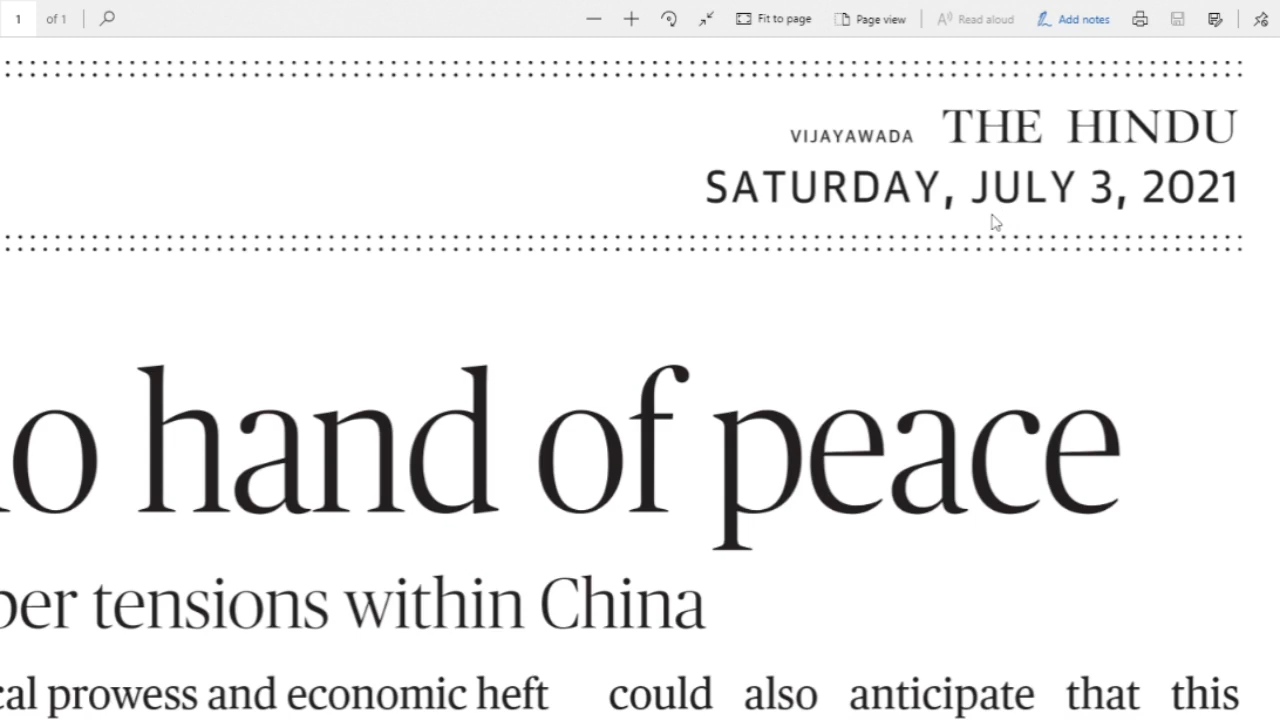 1 of 1 Fit to page Page view Read aloud Add notes
VIJAYAWADA THE HINDU
SATURDAY, JULY 3, 2021
hand of peace
tensions within China
prowess and economic heft
could also anticipate that this